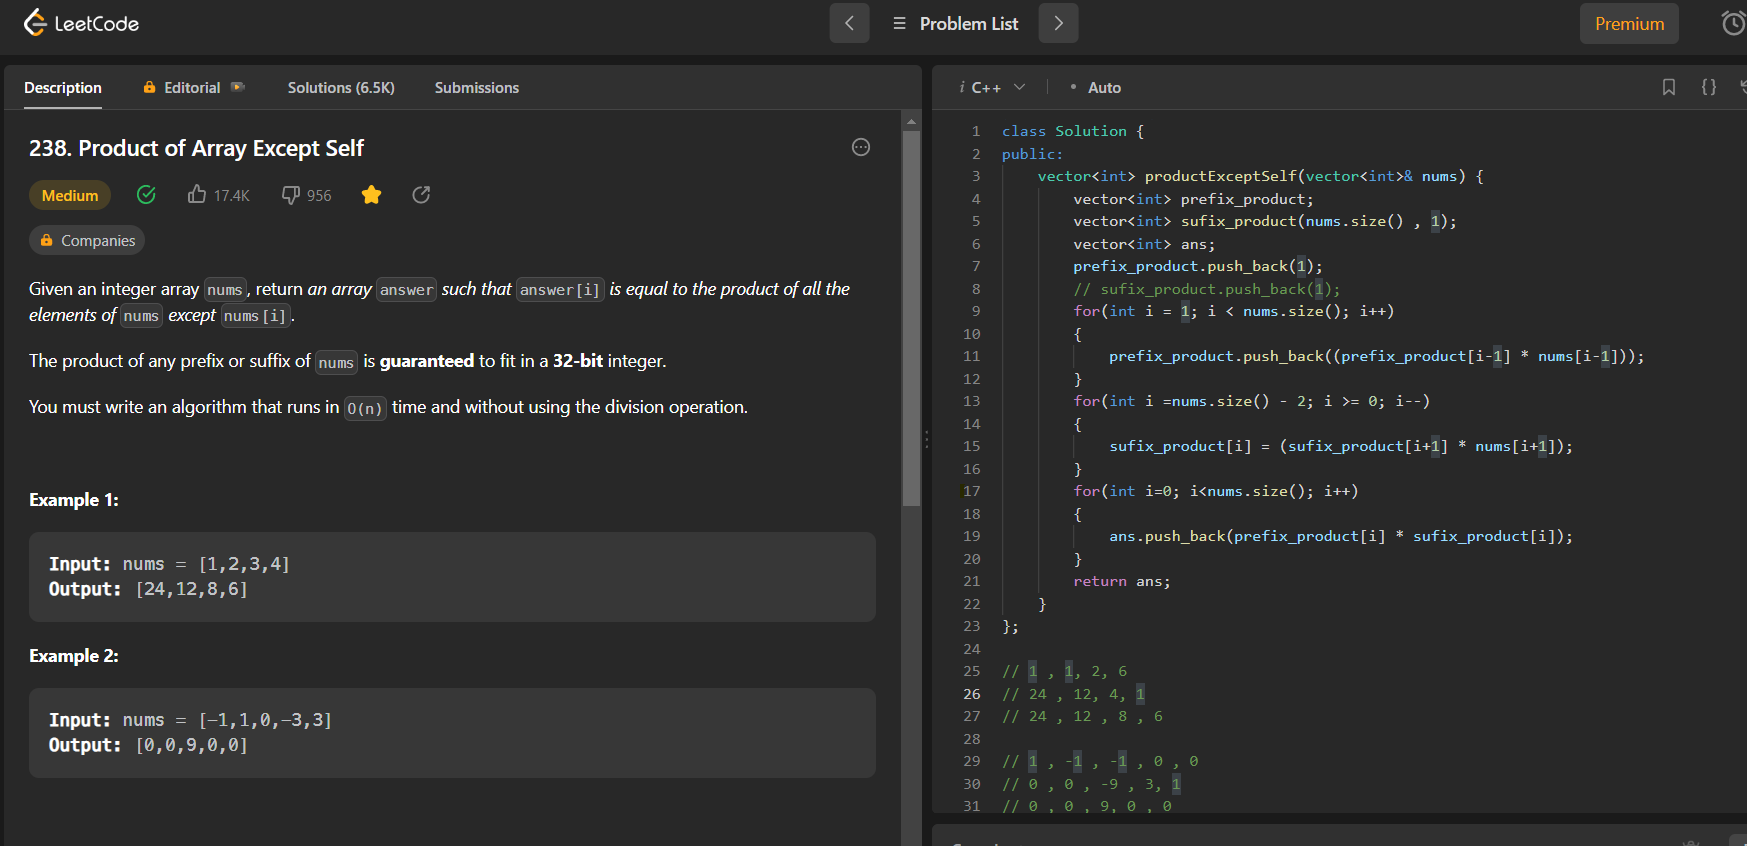 LeetCode
Problem List
Premium
Description
Editorial
Solutions (6.5K)
Submissions
238. Product of Array Except Self
Medium
17.4K
956
Companies
Given an integer array nums, return an array answer such that answer[i] is equal to the product of all the
elements of nums except nums[i].
The product of any prefix or suffix of nums is guaranteed to fit in a 32-bit integer.
You must write an algorithm that runs in O(n) time and without using the division operation.
Example 1:
Input: nums = [1,2,3,4]
Output: [24,12,8,6]
Example 2:
Input: nums = [-1,1,0,-3,3]
Output: [0,0,9,0,0]
i C++
• Auto
{}
1 class Solution {
2 public:
3 vector<int> productExceptSelf(vector<int>& nums) {
4 vector<int> prefix_product;
5 vector<int> sufix_product(nums.size() , 1);
6 vector<int> ans;
7 prefix_product.push_back(1);
8 // sufix_product.push_back(1);
9 for(int i = 1; i < nums.size(); i++)
10 {
11 prefix_product.push_back((prefix_product[i-1] * nums[i-1]));
12 }
13 for(int i =nums.size() - 2; i >= 0; i--)
14 {
15 sufix_product[i] = (sufix_product[i+1] * nums[i+1]);
16 }
17 for(int i=0; i<nums.size(); i++)
18 {
19 ans.push_back(prefix_product[i] * sufix_product[i]);
20 }
21 return ans;
22 }
23 };
24
25 // 1 , 1, 2, 6
26 // 24 , 12, 4, 1
27 // 24 , 12 , 8 , 6
28
29 // 1 , -1 , -1 , 0 , 0
30 // 0 , 0 , -9 , 3, 1
31 // 0 , 0 , 9, 0 , 0